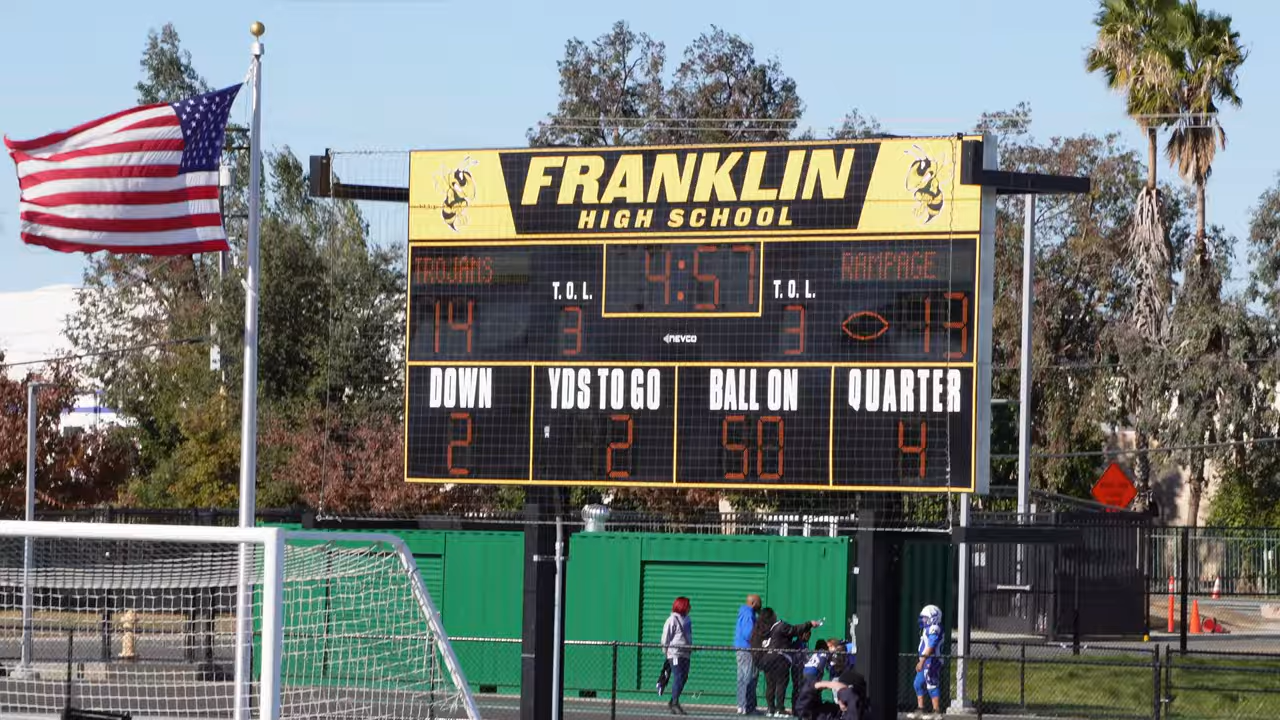 FRANKLIN
HIGH SCHOOL
TROJANS 4:57 RAMPAGE
T.O.L. T.O.L.
14 3 3 13
NEVCO
DOWN YDS TO GO BALL ON QUARTER
2 2 50 4